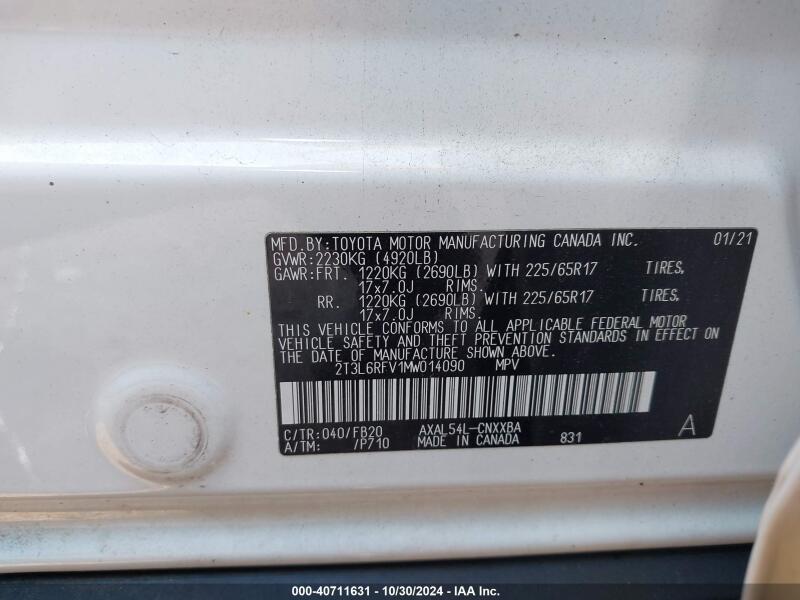 MFD.BY:TOYOTA MOTOR MANUFACTURING CANADA INC. 01/21
GVWR:2230KG (4920LB)
GAWR:FRT. 1220KG (2690LB) WITH 225/65R17 TIRES,
17x7.0J RIMS.
RR. 1220KG (2690LB) WITH 225/65R17 TIRES,
17x7.0J RIMS.
THIS VEHICLE CONFORMS TO ALL APPLICABLE FEDERAL MOTOR
VEHICLE SAFETY AND THEFT PREVENTION STANDARDS IN EFFECT ON
THE DATE OF MANUFACTURE SHOWN ABOVE.
2T3L6RFV1MW014090 MPV
C/TR:040/FB20 AXAL54L-CNXXBA A
A/TM: /P710 MADE IN CANADA 831
000-40711631 - 10/30/2024 - IAA Inc.